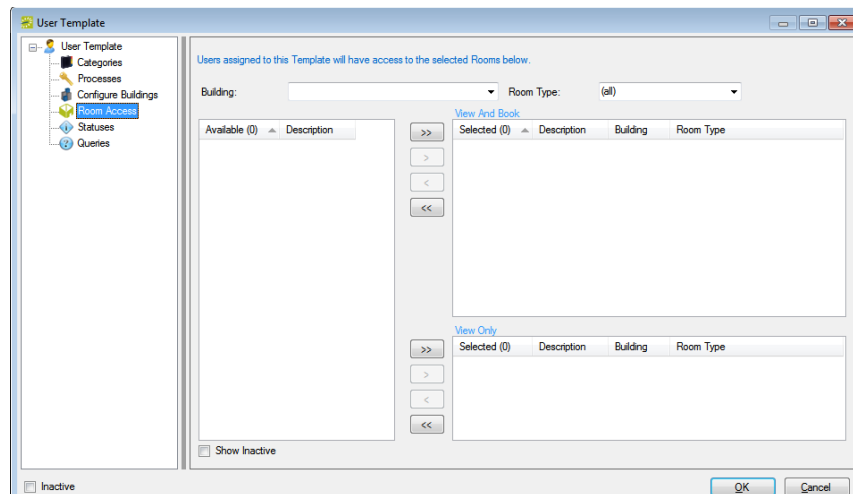 User Template
User Template
Categories
Processes
Configure Buildings
Room Access
Statuses
Queries
Users assigned to this Template will have access to the selected Rooms below.
Building: Room Type: (all)
View And Book
Available (0) Description >> Selected (0) Description Building Room Type
>
<
<<
View Only
>> Selected (0) Description Building Room Type
>
<
<<
Show Inactive
Inactive OK Cancel